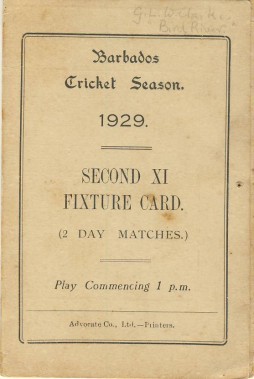 G.L.
Barbados
Cricket Season.
1929.
SECOND XI
FIXTURE CARD.
(2 DAY MATCHES.)
Play Commencing 1 p.m.
Advocate Co., Ltd.—Printers.